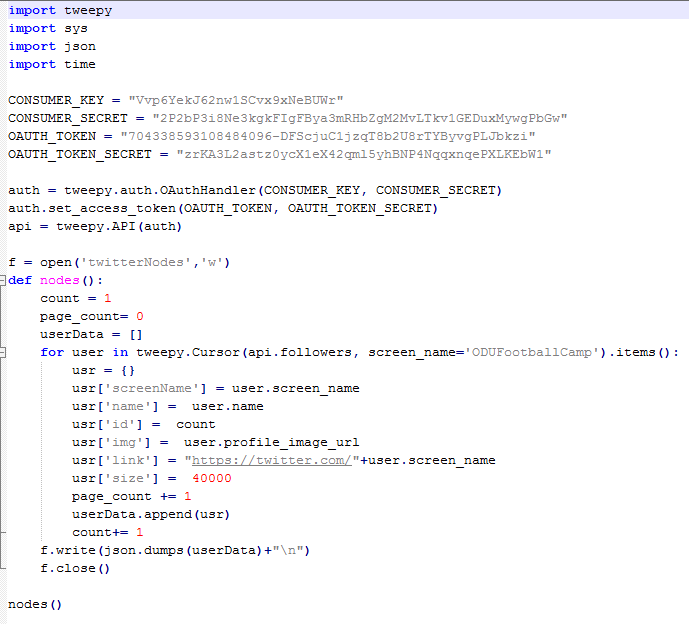 import tweepy
import sys
import json
import time
CONSUMER_KEY = "Vvp6YekJ62nw1SCvx9xNeBUWr"
CONSUMER_SECRET = "2P2bP3i8Ne3kgkFIgFBya3mRHbZgM2MvLTkv1GEDuxMywgPbGw"
OAUTH_TOKEN = "704338593108484096-DFScjuC1jzqT8b2U8rTYByvgPLJbkzi"
OAUTH_TOKEN_SECRET = "zrKA3L2astz0ycX1eX42qml5yhBNP4NqqxnqePXLKEbW1"
auth = tweepy.auth.OAuthHandler(CONSUMER_KEY, CONSUMER_SECRET)
auth.set_access_token(OAUTH_TOKEN, OAUTH_TOKEN_SECRET)
api = tweepy.API(auth)
f = open('twitterNodes','w')
def nodes():
    count = 1
    page_count= 0
    userData = []
    for user in tweepy.Cursor(api.followers, screen_name='ODUFootballCamp').items():
        usr = {}
        usr['screenName'] = user.screen_name
        usr['name'] =  user.name
        usr['id'] =  count
        usr['img'] =  user.profile_image_url
        usr['link'] = "https://twitter.com/"+user.screen_name
        usr['size'] =  40000
        page_count += 1
        userData.append(usr)
        count+= 1
    f.write(json.dumps(userData)+"\n")
    f.close()
nodes()